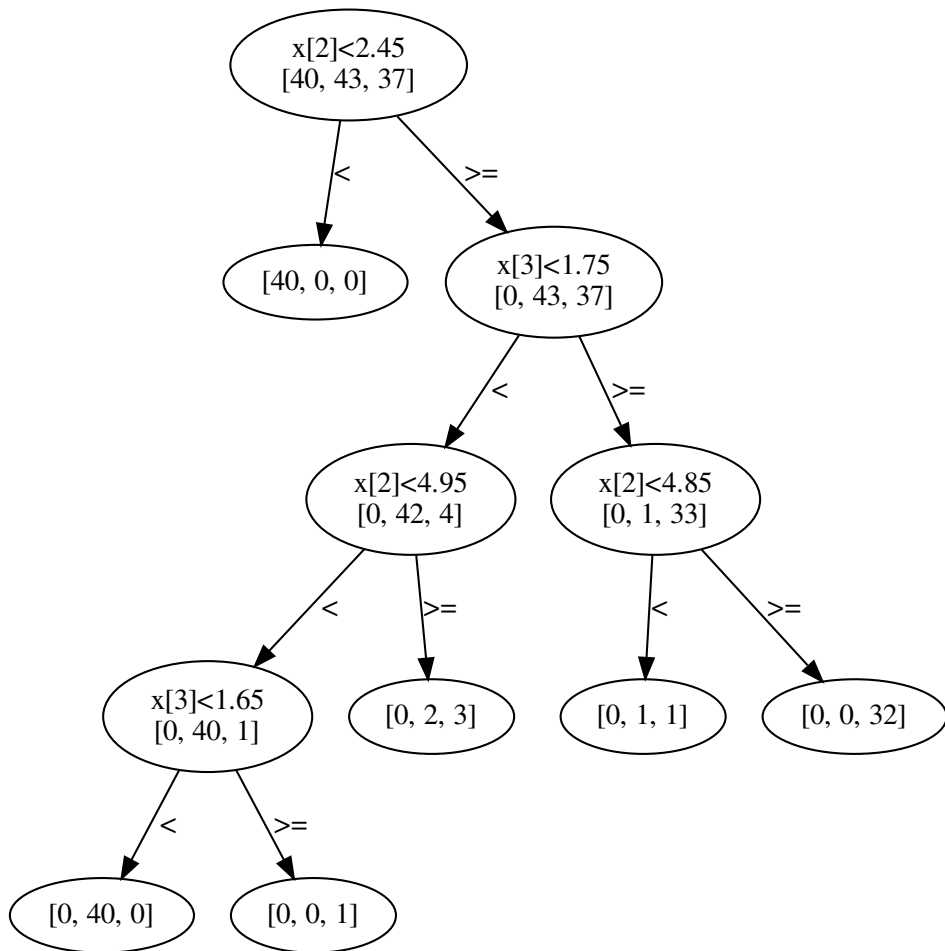 x[2]<2.45
[40, 43, 37]
<
>=
[40, 0, 0]
x[3]<1.75
[0, 43, 37]
<
>=
x[2]<4.95
[0, 42, 4]
x[2]<4.85
[0, 1, 33]
<
>=
<
>=
x[3]<1.65
[0, 40, 1]
[0, 2, 3]
[0, 1, 1]
[0, 0, 32]
<
>=
[0, 40, 0]
[0, 0, 1]